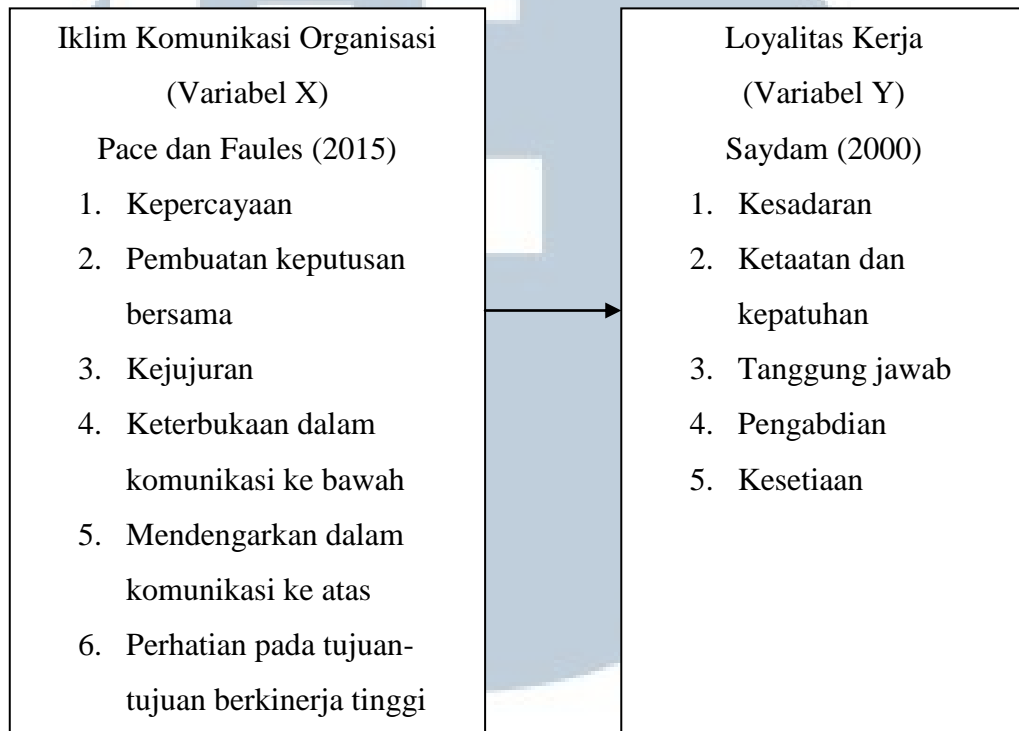 Iklim Komunikasi Organisasi
(Variabel X)
Pace dan Faules (2015)
1. Kepercayaan
2. Pembuatan keputusan
bersama
3. Kejujuran
4. Keterbukaan dalam
komunikasi ke bawah
5. Mendengarkan dalam
komunikasi ke atas
6. Perhatian pada tujuan-
tujuan berkinerja tinggi
Loyalitas Kerja
(Variabel Y)
Saydam (2000)
1. Kesadaran
2. Ketaatan dan
kepatuhan
3. Tanggung jawab
4. Pengabdian
5. Kesetiaan